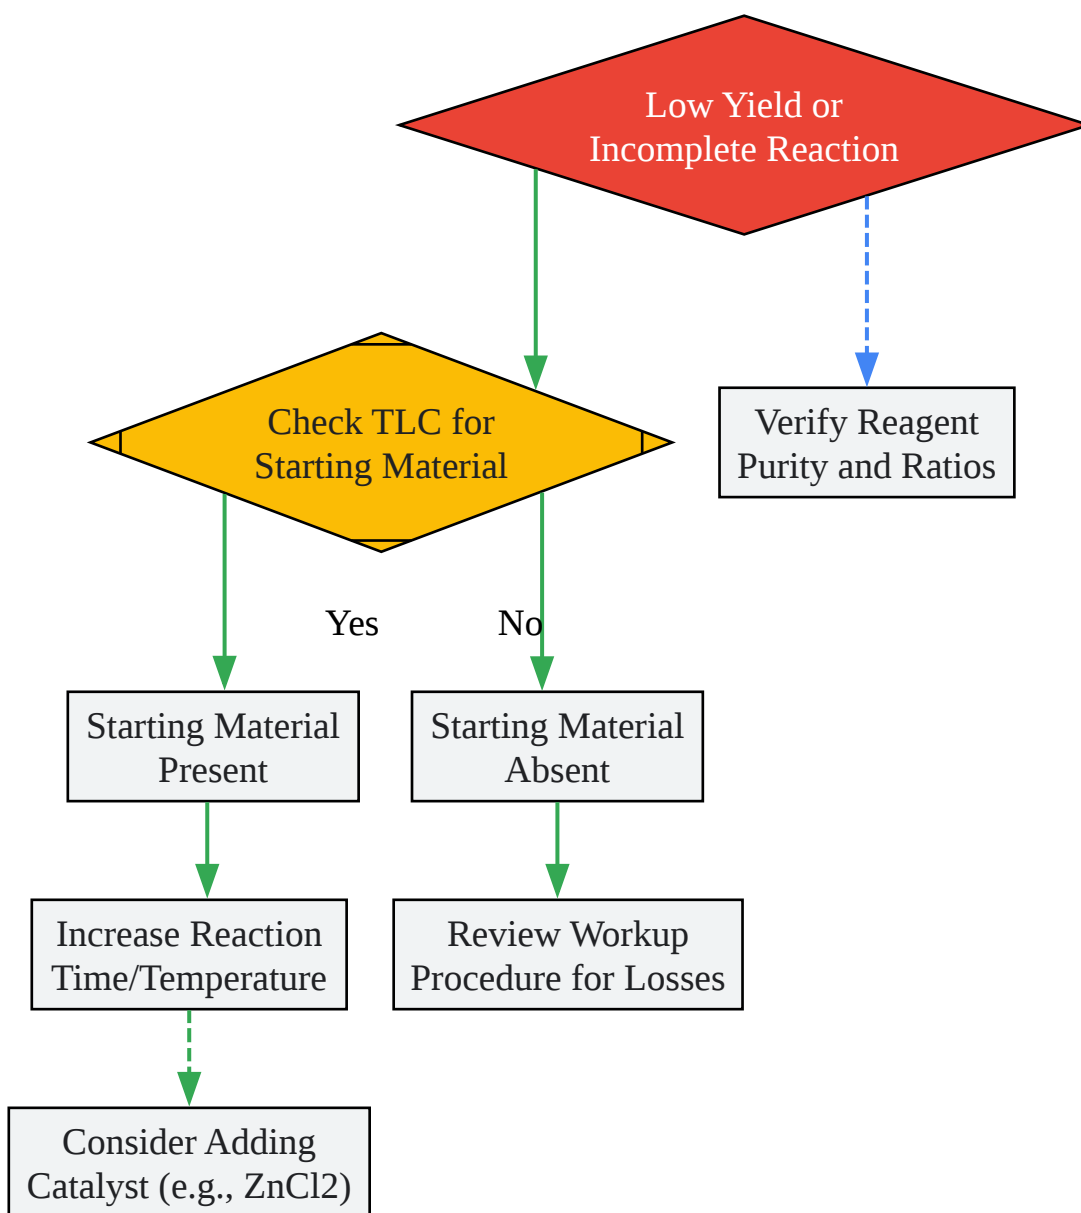 Low Yield or
Incomplete Reaction
Check TLC for
Starting Material
Verify Reagent
Purity and Ratios
Yes
No
Starting Material
Present
Starting Material
Absent
Increase Reaction
Time/Temperature
Review Workup
Procedure for Losses
Consider Adding
Catalyst (e.g., ZnCl2)